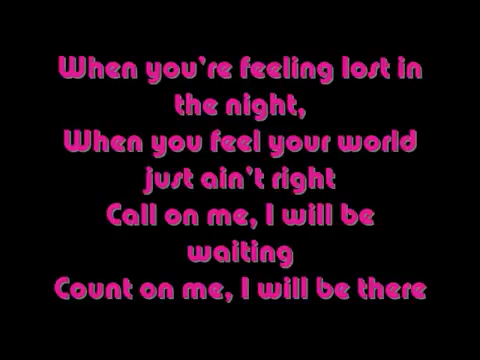 When you're feeling lost in
the night,
When you feel your world
just ain't right
Call on me, I will be
waiting
Count on me, I will be there